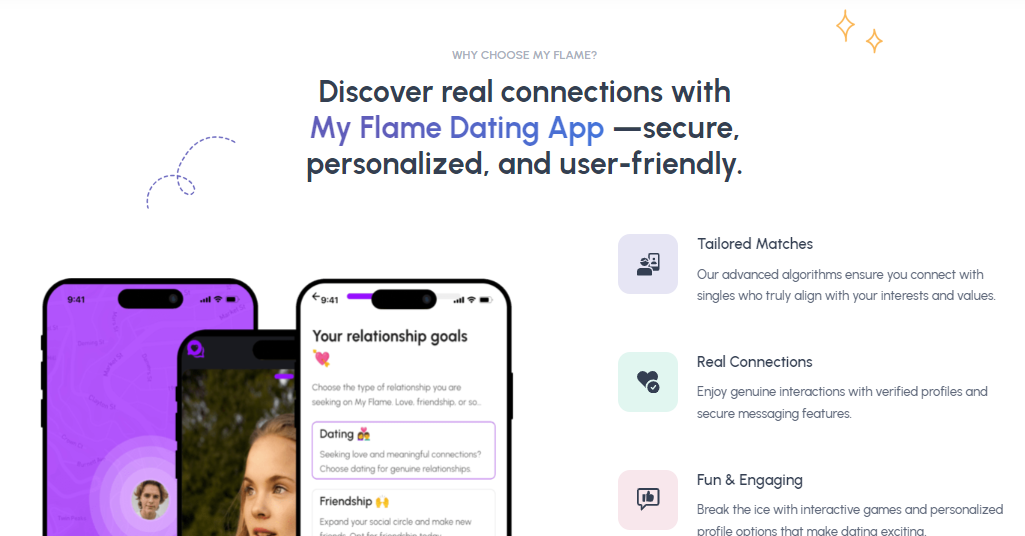 WHY CHOOSE MY FLAME?
Discover real connections with
My Flame Dating App —secure,
personalized, and user-friendly.
9:41
9:41
Your relationship goals
💘
Choose the type of relationship you are
seeking on My Flame. Love, friendship, or so..
Dating 💑
Seeking love and meaningful connections?
Choose dating for genuine relationships.
Friendship 🙌
Expand your social circle and make new
friends. Opt for friendship today.
Tailored Matches
Our advanced algorithms ensure you connect with
singles who truly align with your interests and values.
Real Connections
Enjoy genuine interactions with verified profiles and
secure messaging features.
Fun & Engaging
Break the ice with interactive games and personalized
profile options that make dating exciting.